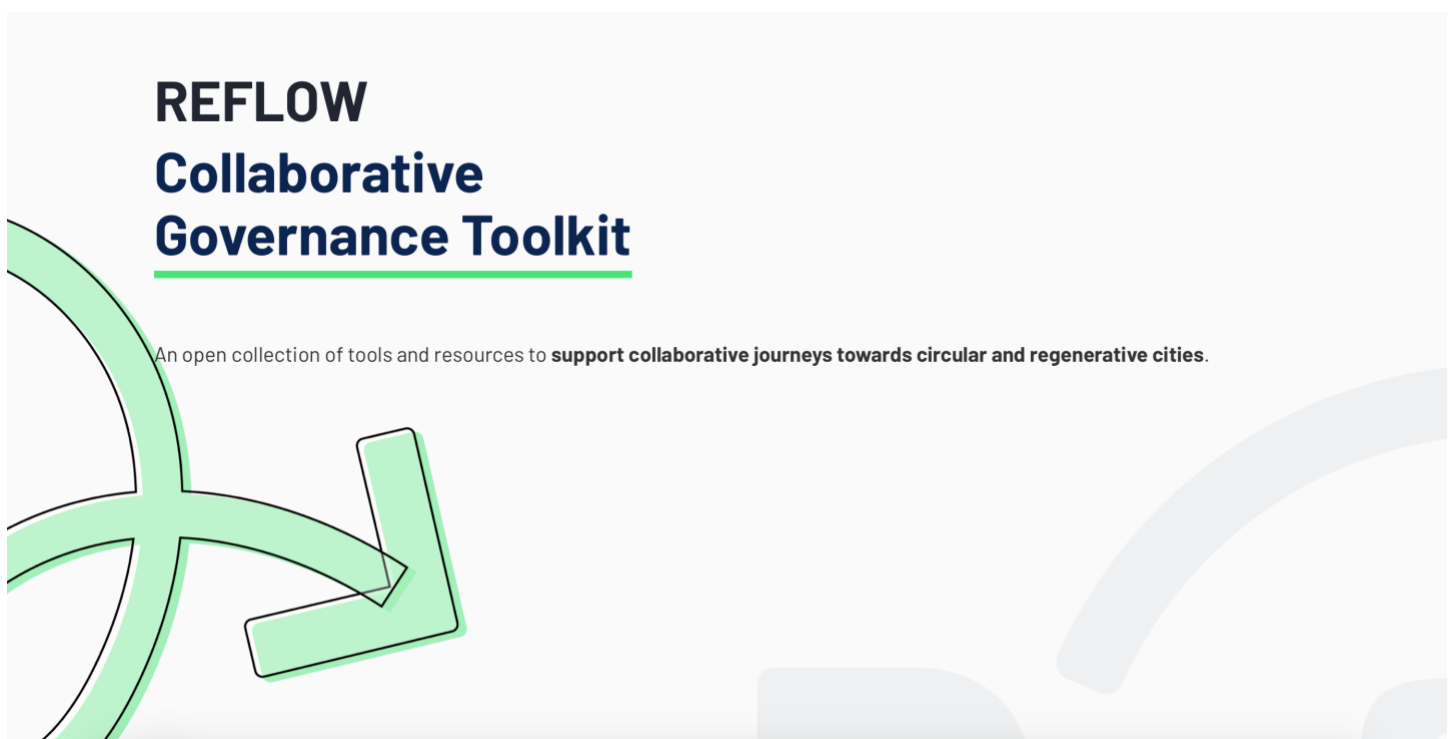 REFLOW
Collaborative
Governance Toolkit
An open collection of tools and resources to support collaborative journeys towards circular and regenerative cities.